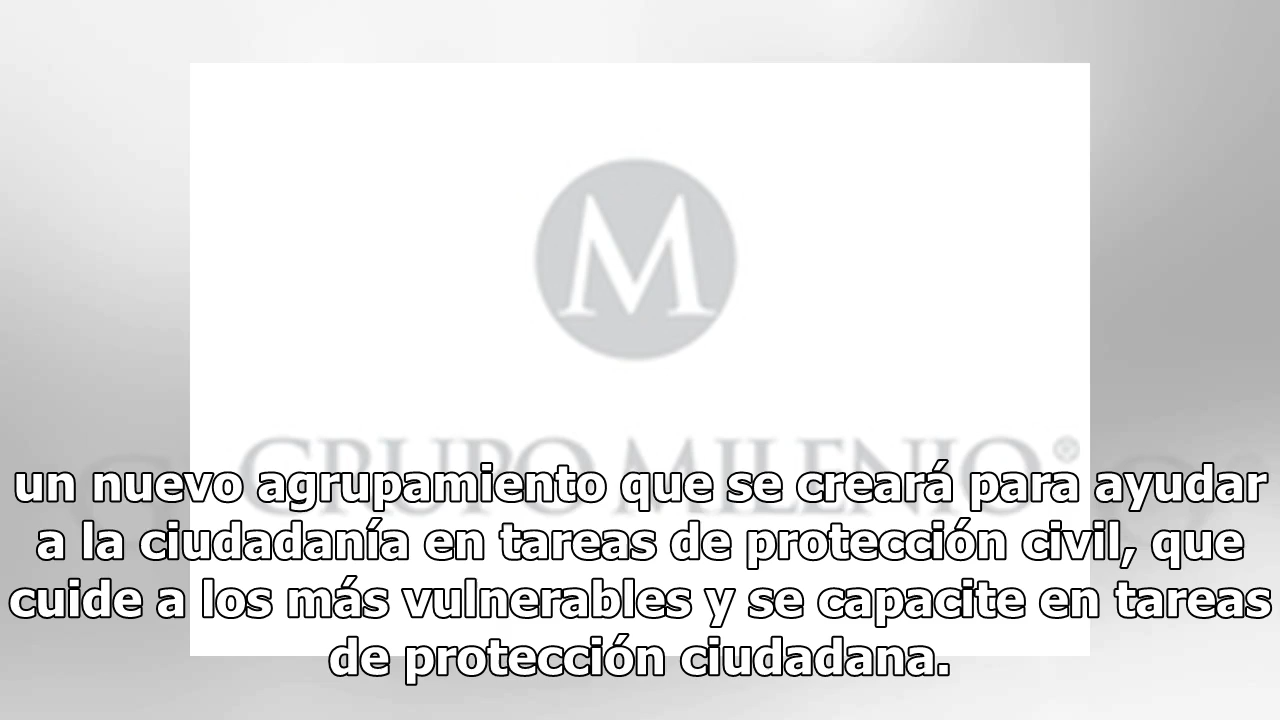 M
GRUPO MILENIO®
un nuevo agrupamiento que se creará para ayudar
a la ciudadanía en tareas de protección civil, que
cuide a los más vulnerables y se capacite en tareas
de protección ciudadana.